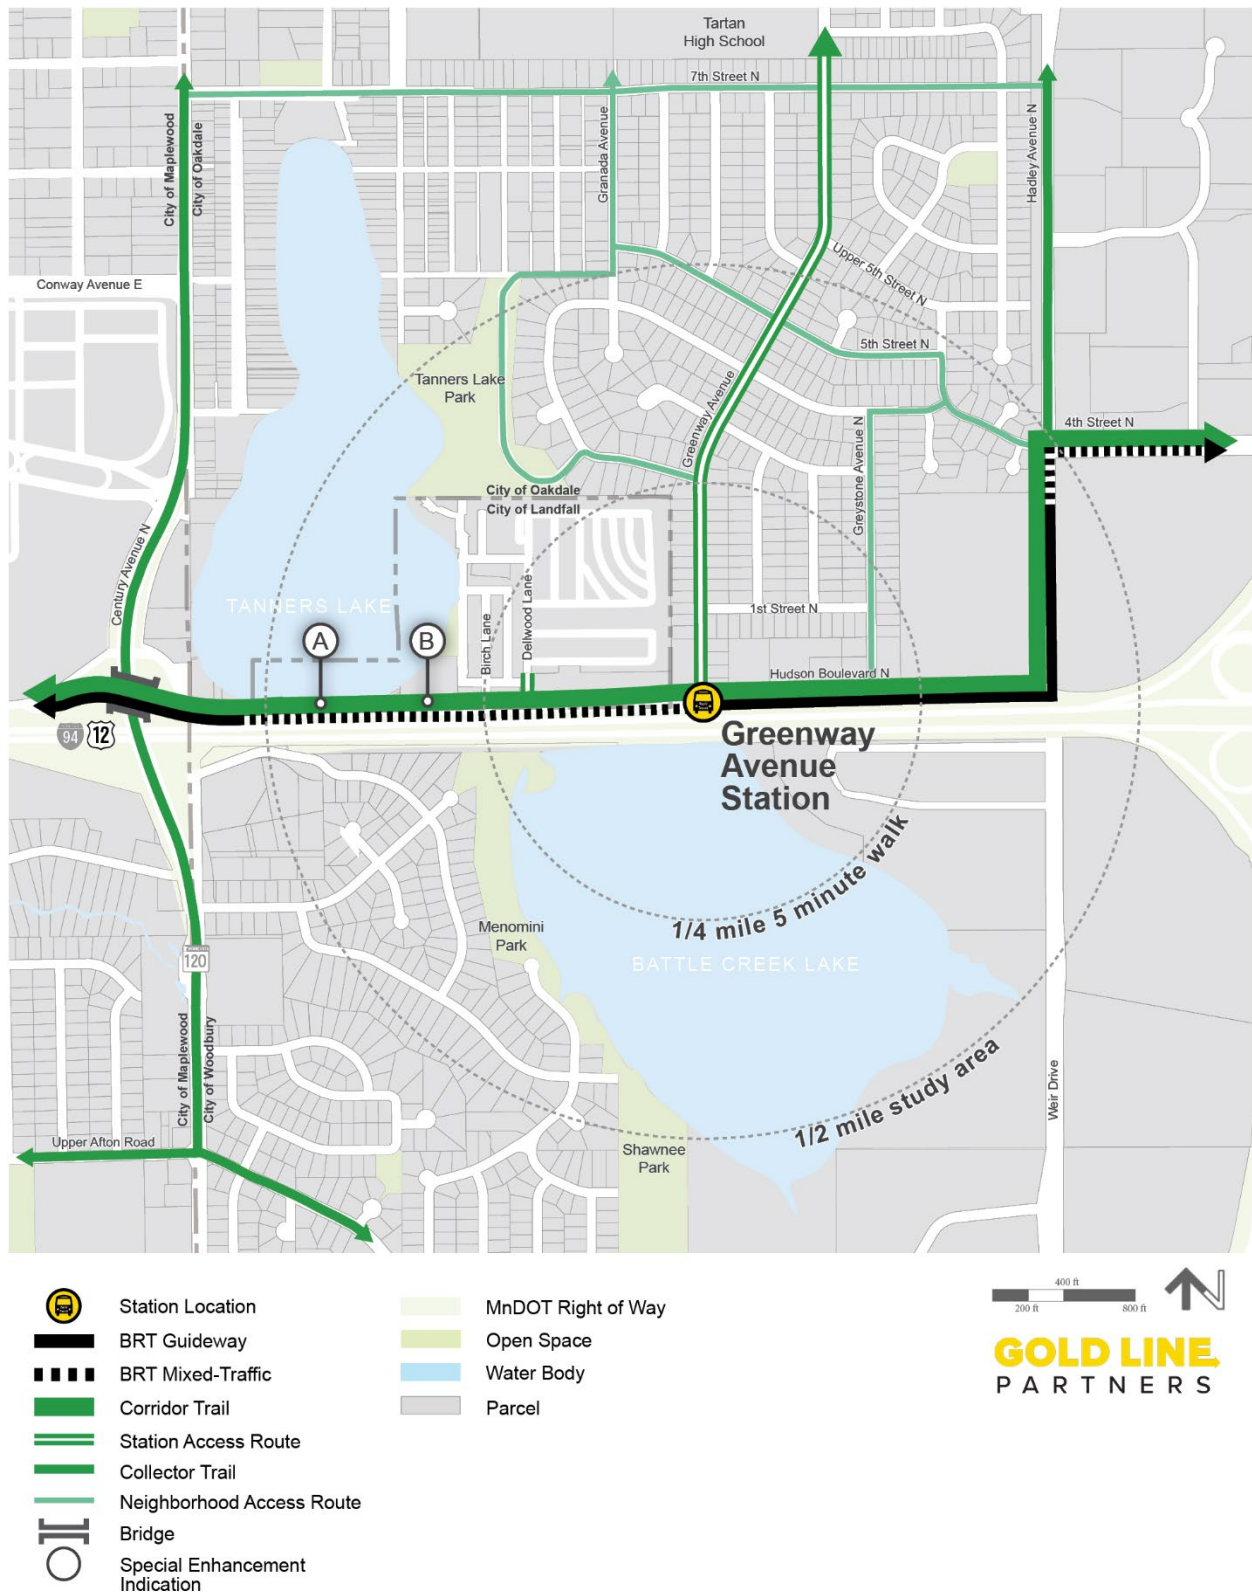 Tartan
High School
7th Street N
City of Maplewood
City of Oakdale
Granada Avenue
Hadley Avenue N
Conway Avenue E
Upper 5th Street N
5th Street N
Tanners Lake
Park
Greenway Avenue
Greystone Avenue N
4th Street N
City of Oakdale
City of Landfall
Century Avenue N
TANNERS LAKE
Birch Lane
Dellwood Lane
1st Street N
A
B
Hudson Boulevard N
94
12
Greenway
Avenue
Station
1/4 mile 5 minute walk
Menomini
Park
BATTLE CREEK LAKE
120
City of Maplewood
City of Woodbury
1/2 mile study area
Weir Drive
Upper Afton Road
Shawnee
Park
Station Location
BRT Guideway
BRT Mixed-Traffic
Corridor Trail
Station Access Route
Collector Trail
Neighborhood Access Route
Bridge
Special Enhancement
Indication
MnDOT Right of Way
Open Space
Water Body
Parcel
400 ft
200 ft
800 ft
N
GOLD LINE
PARTNERS